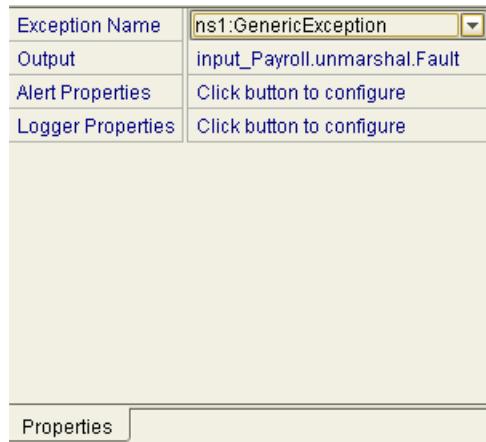 Exception Name ns1:GenericException
Output input_Payroll.unmarshal.Fault
Alert Properties Click button to configure
Logger Properties Click button to configure
Properties